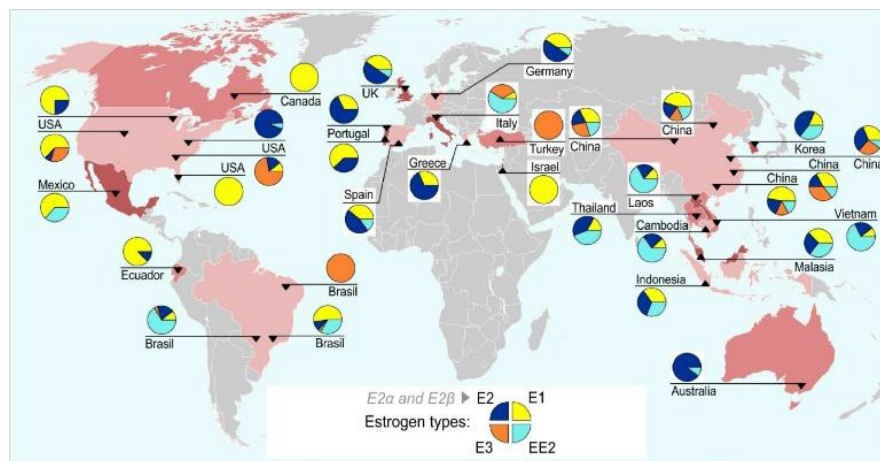 Germany
UK
Canada
USA
Italy
China
USA
Portugal
Turkey
China
Korea
China
USA
Israel
China
Mexico
Spain
Greece
Laos
China
Thailand
Cambodia
Vietnam
Ecuador
Malasia
Brasil
Indonesia
Brasil
Brasil
Australia
E2α and E2β E2 E1
Estrogen types:
E3 EE2